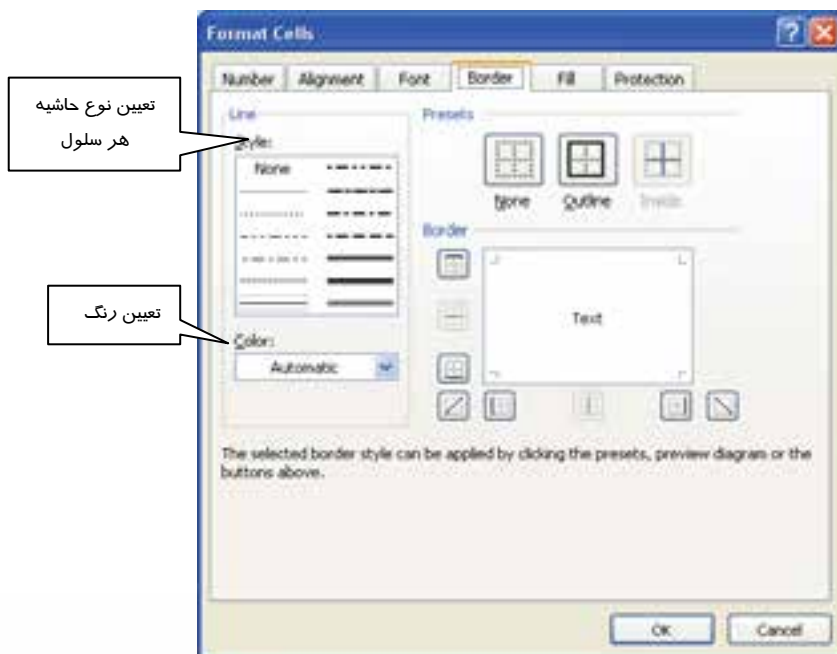 Format Cells
Number Alignment Font Border Fill Protection
تعیین نوع حاشیه
هر سلول
Line
Style:
None
Presets
None Outline Inside
Border
Text
تعیین رنگ
Color:
Automatic
The selected border style can be applied by clicking the presets, preview diagram or the
buttons above.
OK Cancel